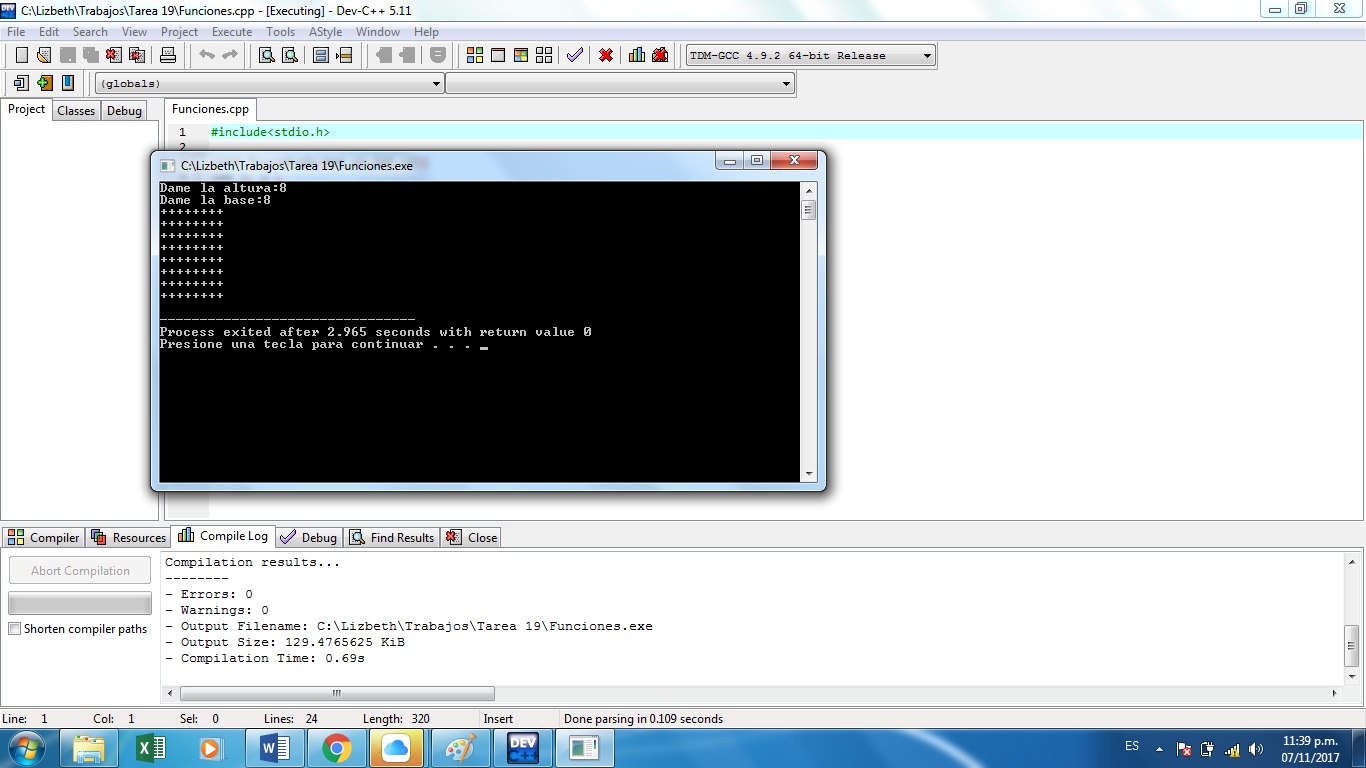 C:\Lizbeth\Trabajos\Tarea 19\Funciones.cpp - [Executing] - Dev-C++ 5.11
File Edit Search View Project Execute Tools AStyle Window Help
TDM-GCC 4.9.2 64-bit Release
(globals)
Project Classes Debug
Funciones.cpp
1 #include<stdio.h>
2
C:\Lizbeth\Trabajos\Tarea 19\Funciones.exe
Dame la altura:8
Dame la base:8
++++++++
++++++++
++++++++
++++++++
++++++++
++++++++
++++++++
++++++++
--------------------------------
Process exited after 2.965 seconds with return value 0
Presione una tecla para continuar . . . _
Compiler Resources Compile Log Debug Find Results Close
Abort Compilation
Shorten compiler paths
Compilation results...
--------
- Errors: 0
- Warnings: 0
- Output Filename: C:\Lizbeth\Trabajos\Tarea 19\Funciones.exe
- Output Size: 129.4765625 KiB
- Compilation Time: 0.69s
Line: 1 Col: 1 Sel: 0 Lines: 24 Length: 320 Insert Done parsing in 0.109 seconds
DEV C++
ES
11:39 p.m.
07/11/2017